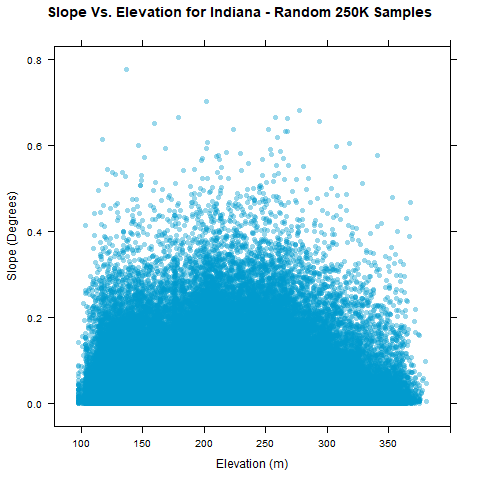 Slope Vs. Elevation for Indiana - Random 250K Samples
0.8
0.6
0.4
0.2
0.0
Slope (Degrees)
100 150 200 250 300 350
Elevation (m)